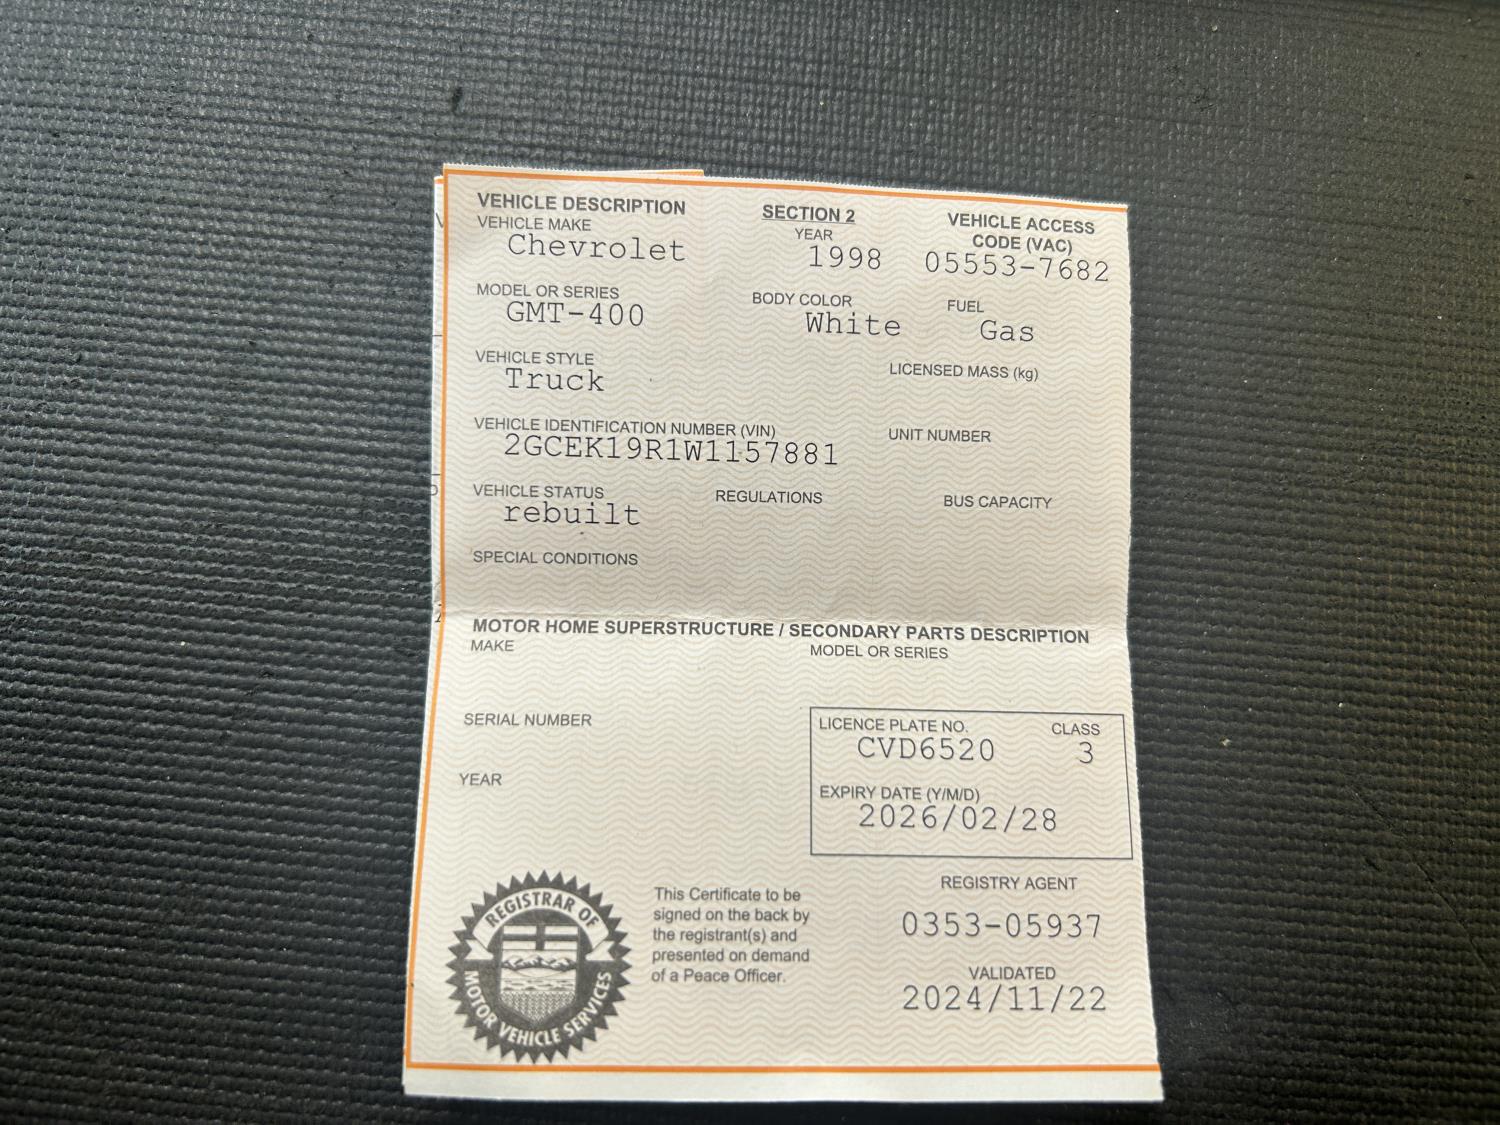 VEHICLE DESCRIPTION SECTION 2 VEHICLE ACCESS
CODE (VAC)
VEHICLE MAKE YEAR
Chevrolet 1998 05553-7682
MODEL OR SERIES BODY COLOR FUEL
GMT-400 White Gas
VEHICLE STYLE LICENSED MASS (kg)
Truck
VEHICLE IDENTIFICATION NUMBER (VIN) UNIT NUMBER
2GCEK19R1W1157881
VEHICLE STATUS REGULATIONS BUS CAPACITY
rebuilt
SPECIAL CONDITIONS
MOTOR HOME SUPERSTRUCTURE / SECONDARY PARTS DESCRIPTION
MAKE MODEL OR SERIES
SERIAL NUMBER
YEAR
LICENCE PLATE NO. CLASS
CVD6520 3
EXPIRY DATE (Y/M/D)
2026/02/28
REGISTRAR OF
MOTOR VEHICLE SERVICES
This Certificate to be
signed on the back by
the registrant(s) and
presented on demand
of a Peace Officer.
REGISTRY AGENT
0353-05937
VALIDATED
2024/11/22